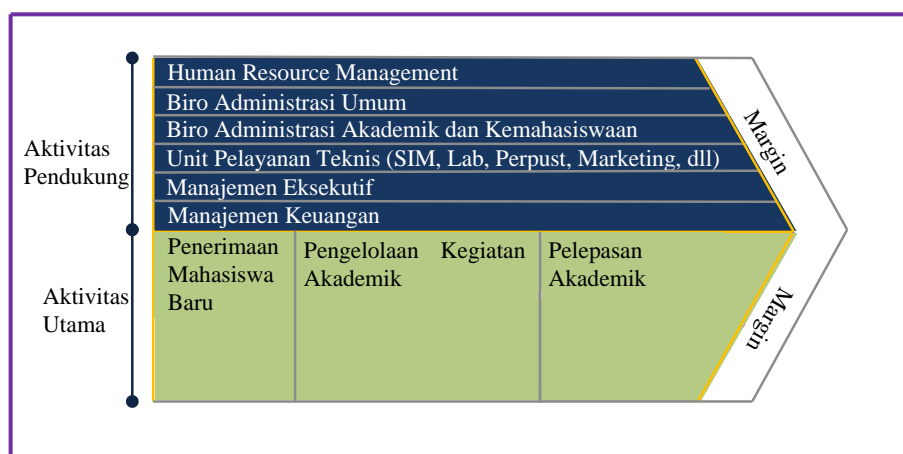 Human Resource Management
Biro Administrasi Umum
Biro Administrasi Akademik dan Kemahasiswaan
Unit Pelayanan Teknis (SIM, Lab, Perpust, Marketing, dll)
Manajemen Eksekutif
Manajemen Keuangan
Margin
Aktivitas
Pendukung
Penerimaan
Mahasiswa
Baru
Pengelolaan Kegiatan
Akademik
Pelepasan
Akademik
Margin
Aktivitas
Utama